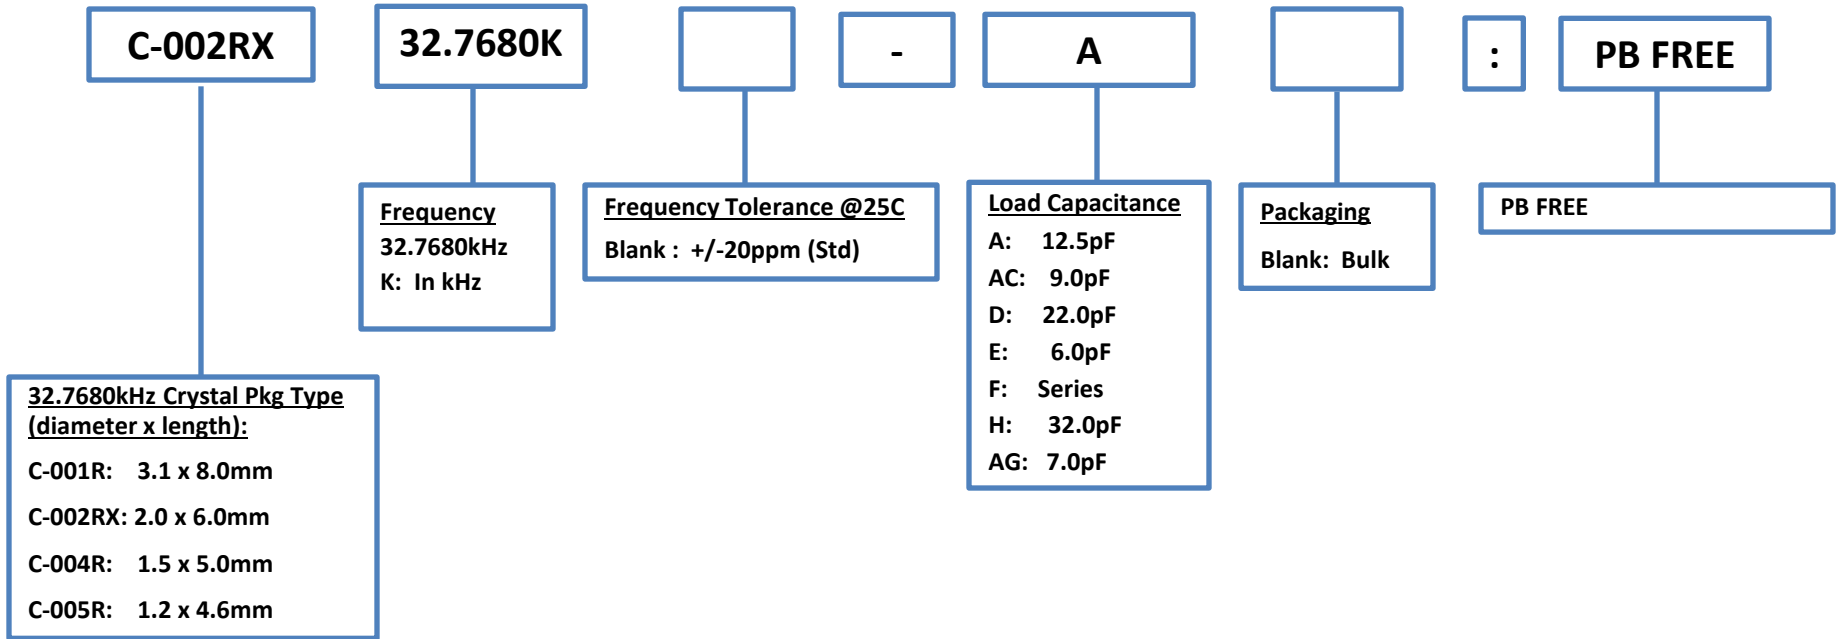 C-002RX
32.7680K
-
A
:
PB FREE
Frequency
32.7680kHz
K: In kHz
Frequency Tolerance @25C
Blank : +/-20ppm (Std)
Load Capacitance
A: 12.5pF
AC: 9.0pF
D: 22.0pF
E: 6.0pF
F: Series
H: 32.0pF
AG: 7.0pF
Packaging
Blank: Bulk
PB FREE
32.7680kHz Crystal Pkg Type
(diameter x length):
C-001R: 3.1 x 8.0mm
C-002RX: 2.0 x 6.0mm
C-004R: 1.5 x 5.0mm
C-005R: 1.2 x 4.6mm